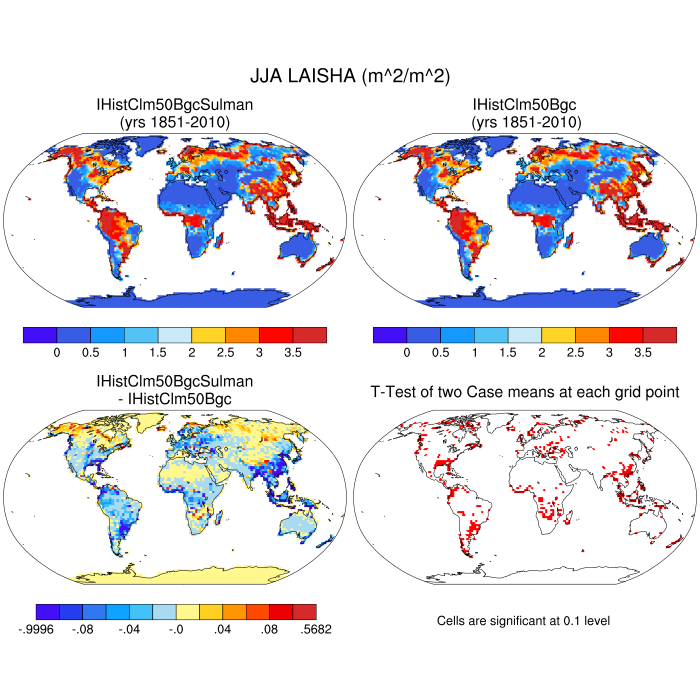 JJA LAISHA (m^2/m^2)
IHistClm50BgcSulman
(yrs 1851-2010)
IHistClm50Bgc
(yrs 1851-2010)
0 0.5 1 1.5 2 2.5 3 3.5
0 0.5 1 1.5 2 2.5 3 3.5
IHistClm50BgcSulman
- IHistClm50Bgc
T-Test of two Case means at each grid point
-.9996 -.08 -.04 -.0 .04 .08 .5682
Cells are significant at 0.1 level